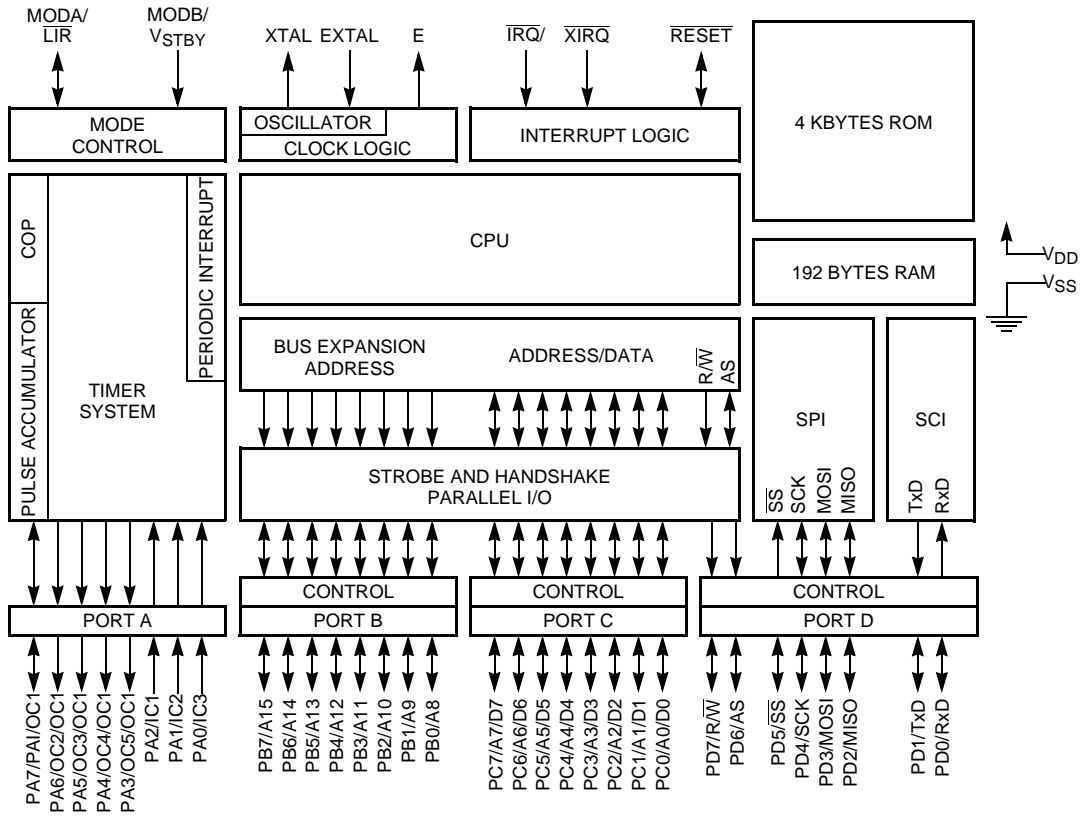 MODA/
LIR
MODB/
VSTBY
XTAL EXTAL E
IRQ/ XIRQ RESET
MODE
CONTROL
OSCILLATOR
CLOCK LOGIC
INTERRUPT LOGIC
4 KBYTES ROM
COP
PERIODIC INTERRUPT
CPU
192 BYTES RAM
VDD
VSS
PULSE ACCUMULATOR
TIMER
SYSTEM
BUS EXPANSION
ADDRESS
ADDRESS/DATA
R/W
AS
STROBE AND HANDSHAKE
PARALLEL I/O
SPI
SS
SCK
MOSI
MISO
SCI
TxD
RxD
CONTROL
CONTROL
CONTROL
PORT A
PORT B
PORT C
PORT D
PA7/PAI/OC1
PA6/OC2/OC1
PA5/OC3/OC1
PA4/OC4/OC1
PA3/OC5/OC1
PA2/IC1
PA1/IC2
PA0/IC3
PB7/A15
PB6/A14
PB5/A13
PB4/A12
PB3/A11
PB2/A10
PB1/A9
PB0/A8
PC7/A7/D7
PC6/A6/D6
PC5/A5/D5
PC4/A4/D4
PC3/A3/D3
PC2/A2/D2
PC1/A1/D1
PC0/A0/D0
PD7/R/W
PD6/AS
PD5/SS
PD4/SCK
PD3/MOSI
PD2/MISO
PD1/TxD
PD0/RxD